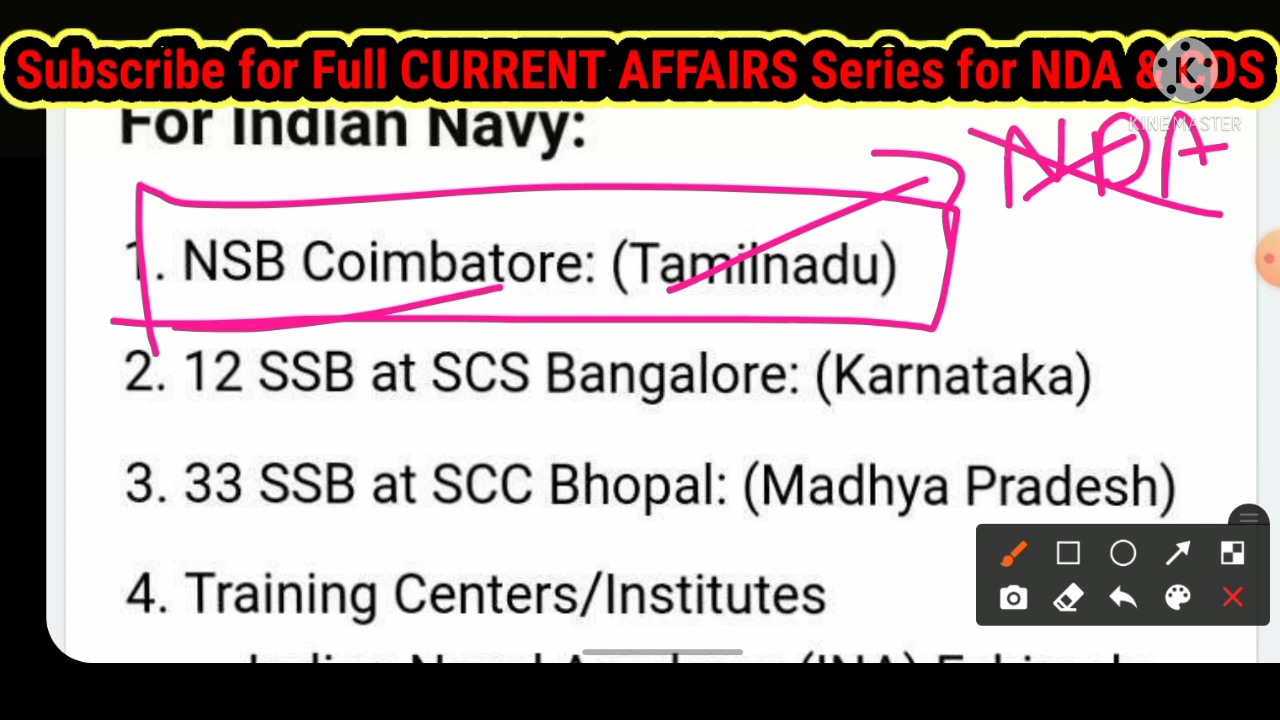 Subscribe for Full CURRENT AFFAIRS Series for NDA & CDS
K
KINEMASTER
For Indian Navy:
NDA
1. NSB Coimbatore: (Tamilnadu)
2. 12 SSB at SCS Bangalore: (Karnataka)
3. 33 SSB at SCC Bhopal: (Madhya Pradesh)
4. Training Centers/Institutes